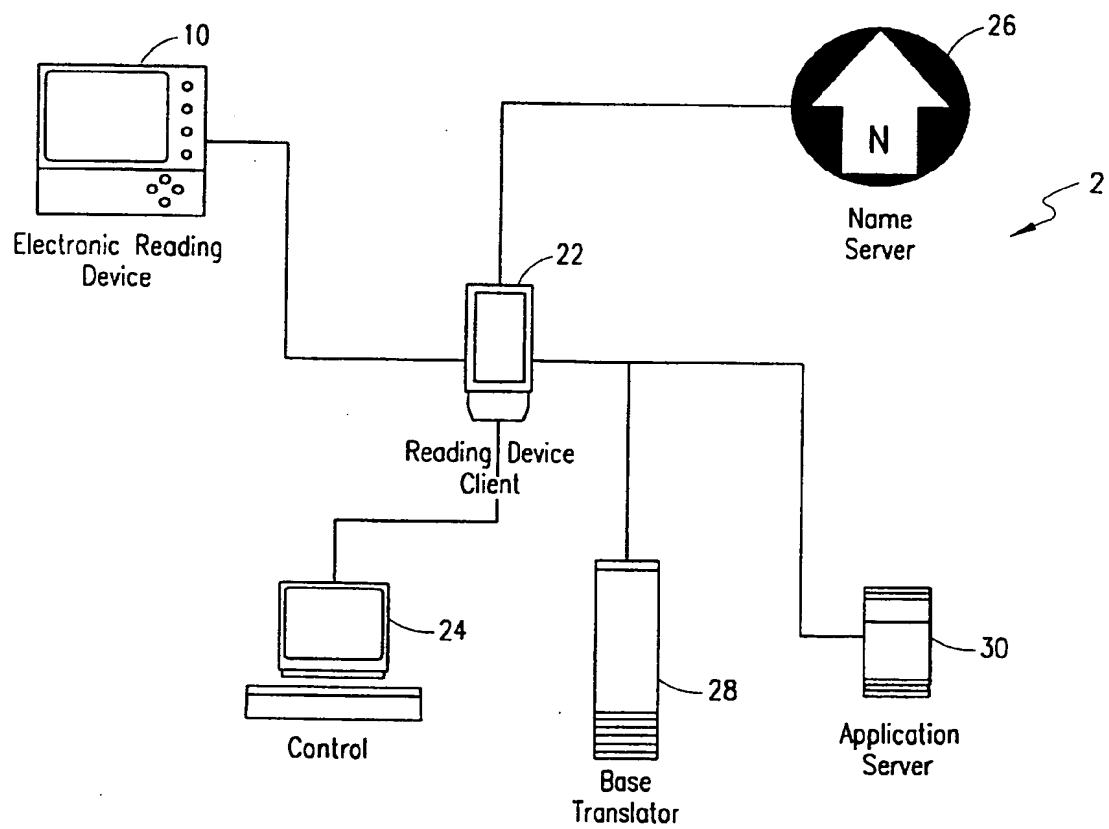 10
26
N
2
Electronic Reading
Device
Name
Server
22
Reading Device
Client
24
28
30
Control
Application
Server
Base
Translator